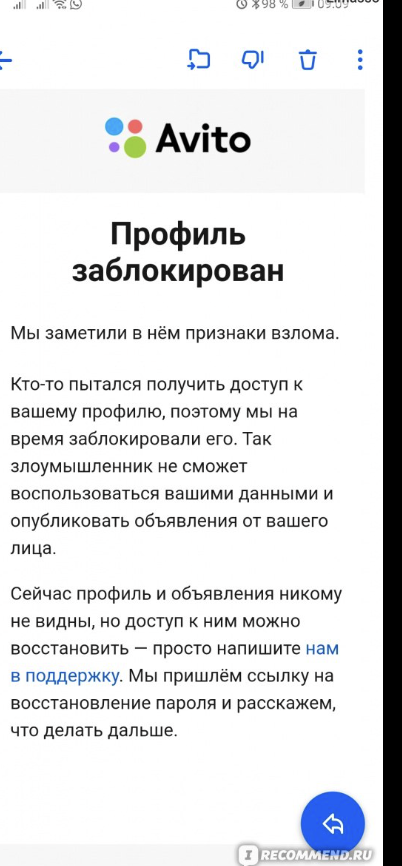 98 %
09:09
Avito
Профиль
заблокирован
Мы заметили в нём признаки взлома.
Кто-то пытался получить доступ к
вашему профилю, поэтому мы на
время заблокировали его. Так
злоумышленник не сможет
воспользоваться вашими данными и
опубликовать объявления от вашего
лица.
Сейчас профиль и объявления никому
не видны, но доступ к ним можно
восстановить — просто напишите нам
в поддержку. Мы пришлём ссылку на
восстановление пароля и расскажем,
что делать дальше.
IRECOMMEND.RU